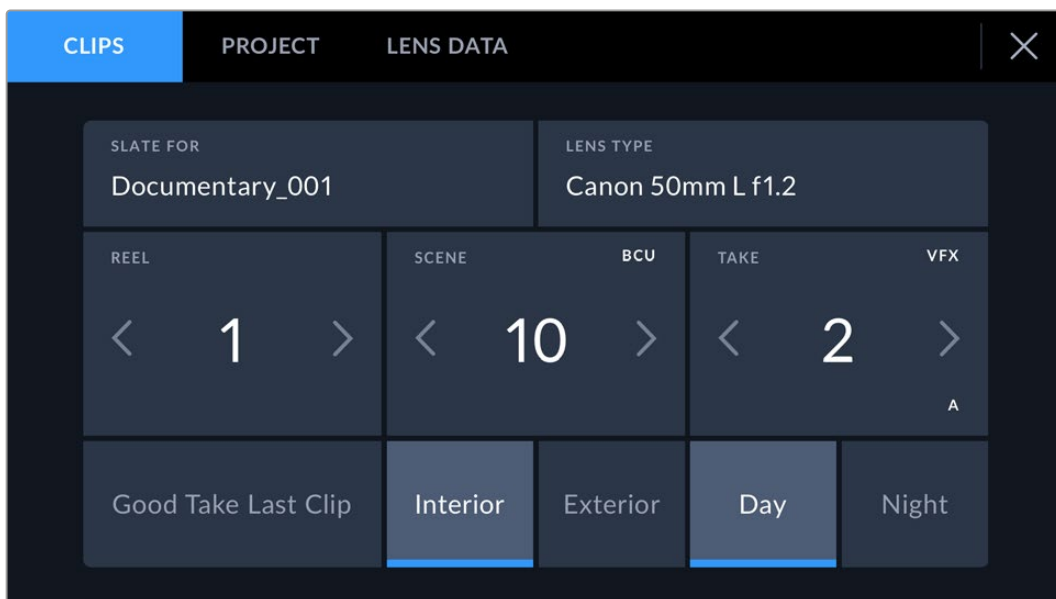 CLIPS PROJECT LENS DATA
SLATE FOR
Documentary_001
LENS TYPE
Canon 50mm L f1.2
REEL
1
SCENE BCU
10
TAKE VFX
2
A
Good Take Last Clip
Interior
Exterior
Day
Night